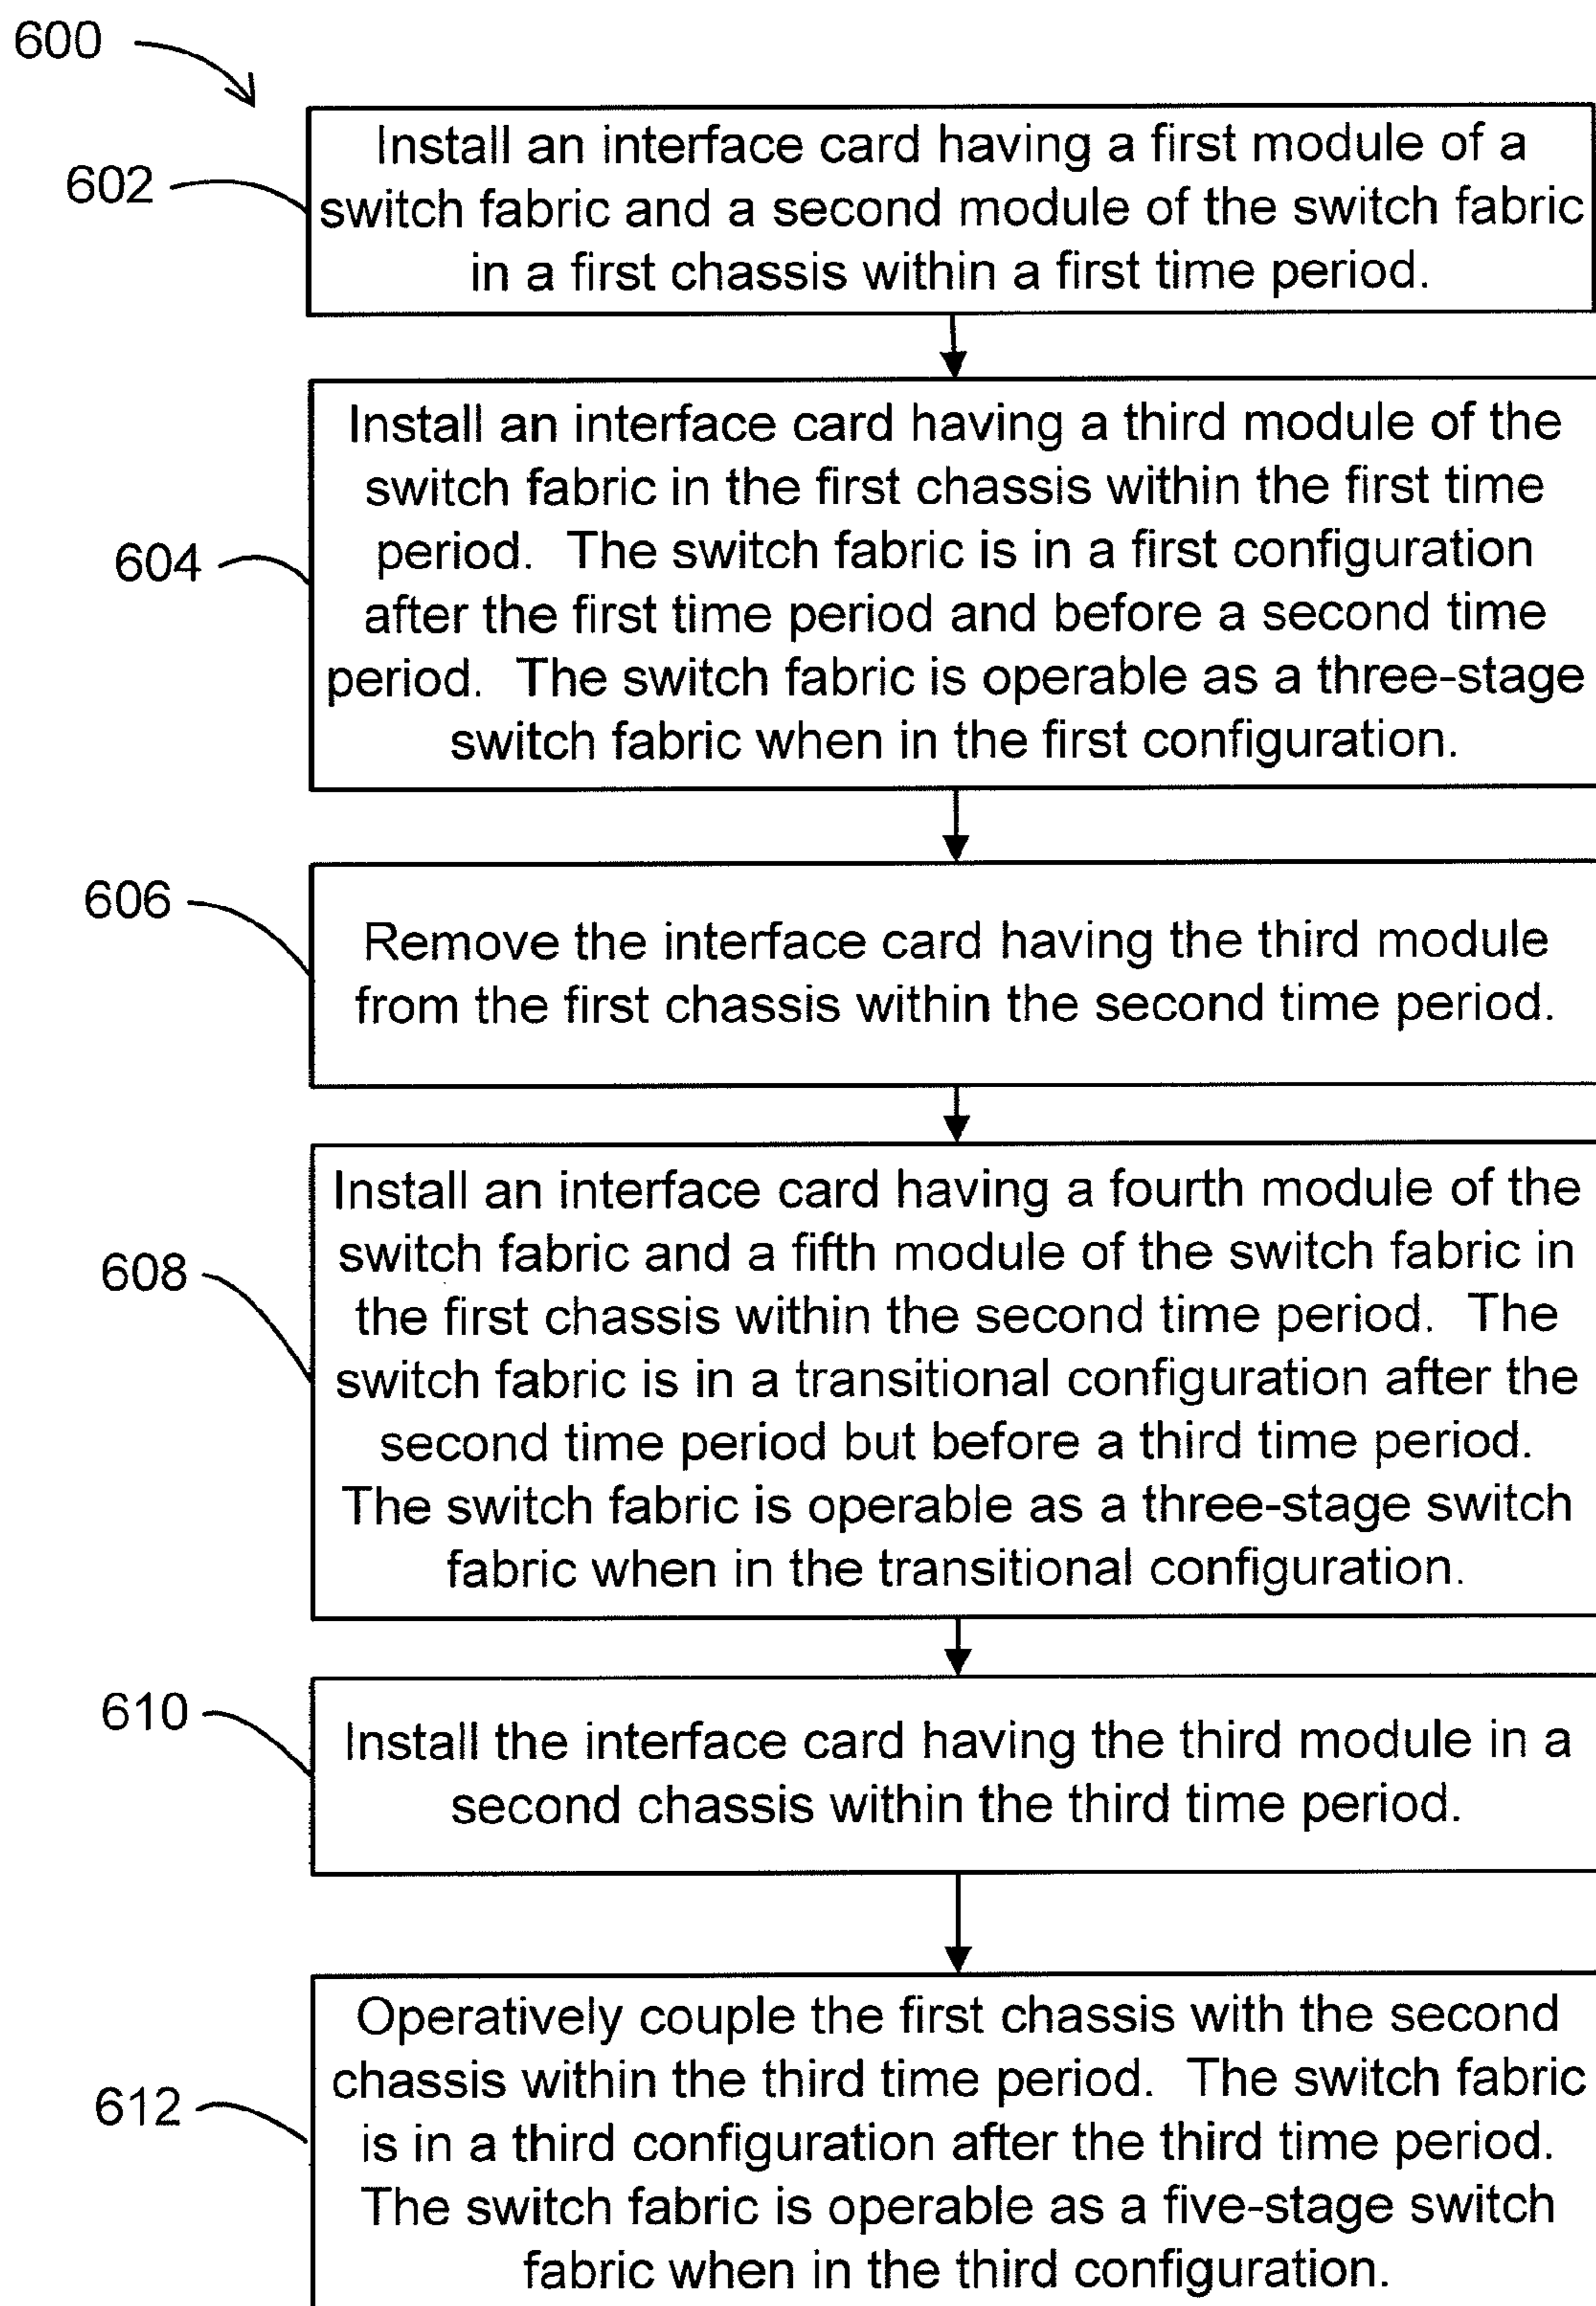 600
602
Install an interface card having a first module of a
switch fabric and a second module of the switch fabric
in a first chassis within a first time period.
604
Install an interface card having a third module of the
switch fabric in the first chassis within the first time
period. The switch fabric is in a first configuration
after the first time period and before a second time
period. The switch fabric is operable as a three-stage
switch fabric when in the first configuration.
606
Remove the interface card having the third module
from the first chassis within the second time period.
608
Install an interface card having a fourth module of the
switch fabric and a fifth module of the switch fabric in
the first chassis within the second time period. The
switch fabric is in a transitional configuration after the
second time period but before a third time period.
The switch fabric is operable as a three-stage switch
fabric when in the transitional configuration.
610
Install the interface card having the third module in a
second chassis within the third time period.
612
Operatively couple the first chassis with the second
chassis within the third time period. The switch fabric
is in a third configuration after the third time period.
The switch fabric is operable as a five-stage switch
fabric when in the third configuration.